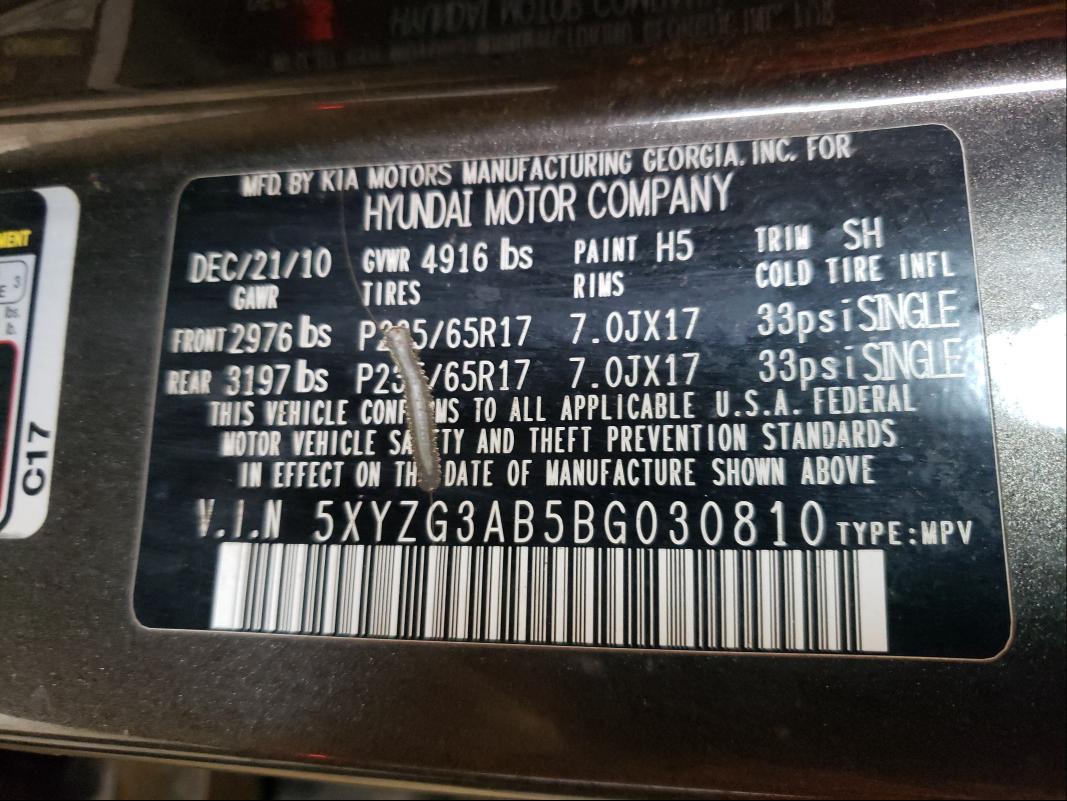 MFD. BY KIA MOTORS MANUFACTURING GEORGIA. INC. FOR
HYUNDAI MOTOR COMPANY
DEC/21/10 GVWR 4916 lbs PAINT H5 TRIM SH
GAWR TIRES RIMS COLD TIRE INFL
FRONT 2976 lbs 7.0JX17 33psi SINGLE
REAR 3197 lbs 7.0JX17 33psi SINGLE
THIS VEHICLE TO ALL APPLICABLE U.S.A. FEDERAL
MOTOR VEHICLE AND THEFT PREVENTION STANDARDS
IN EFFECT ON DATE OF MANUFACTURE SHOWN ABOVE
V.I.N 5XYZG3AB5BG030810 TYPE:MPV
C17